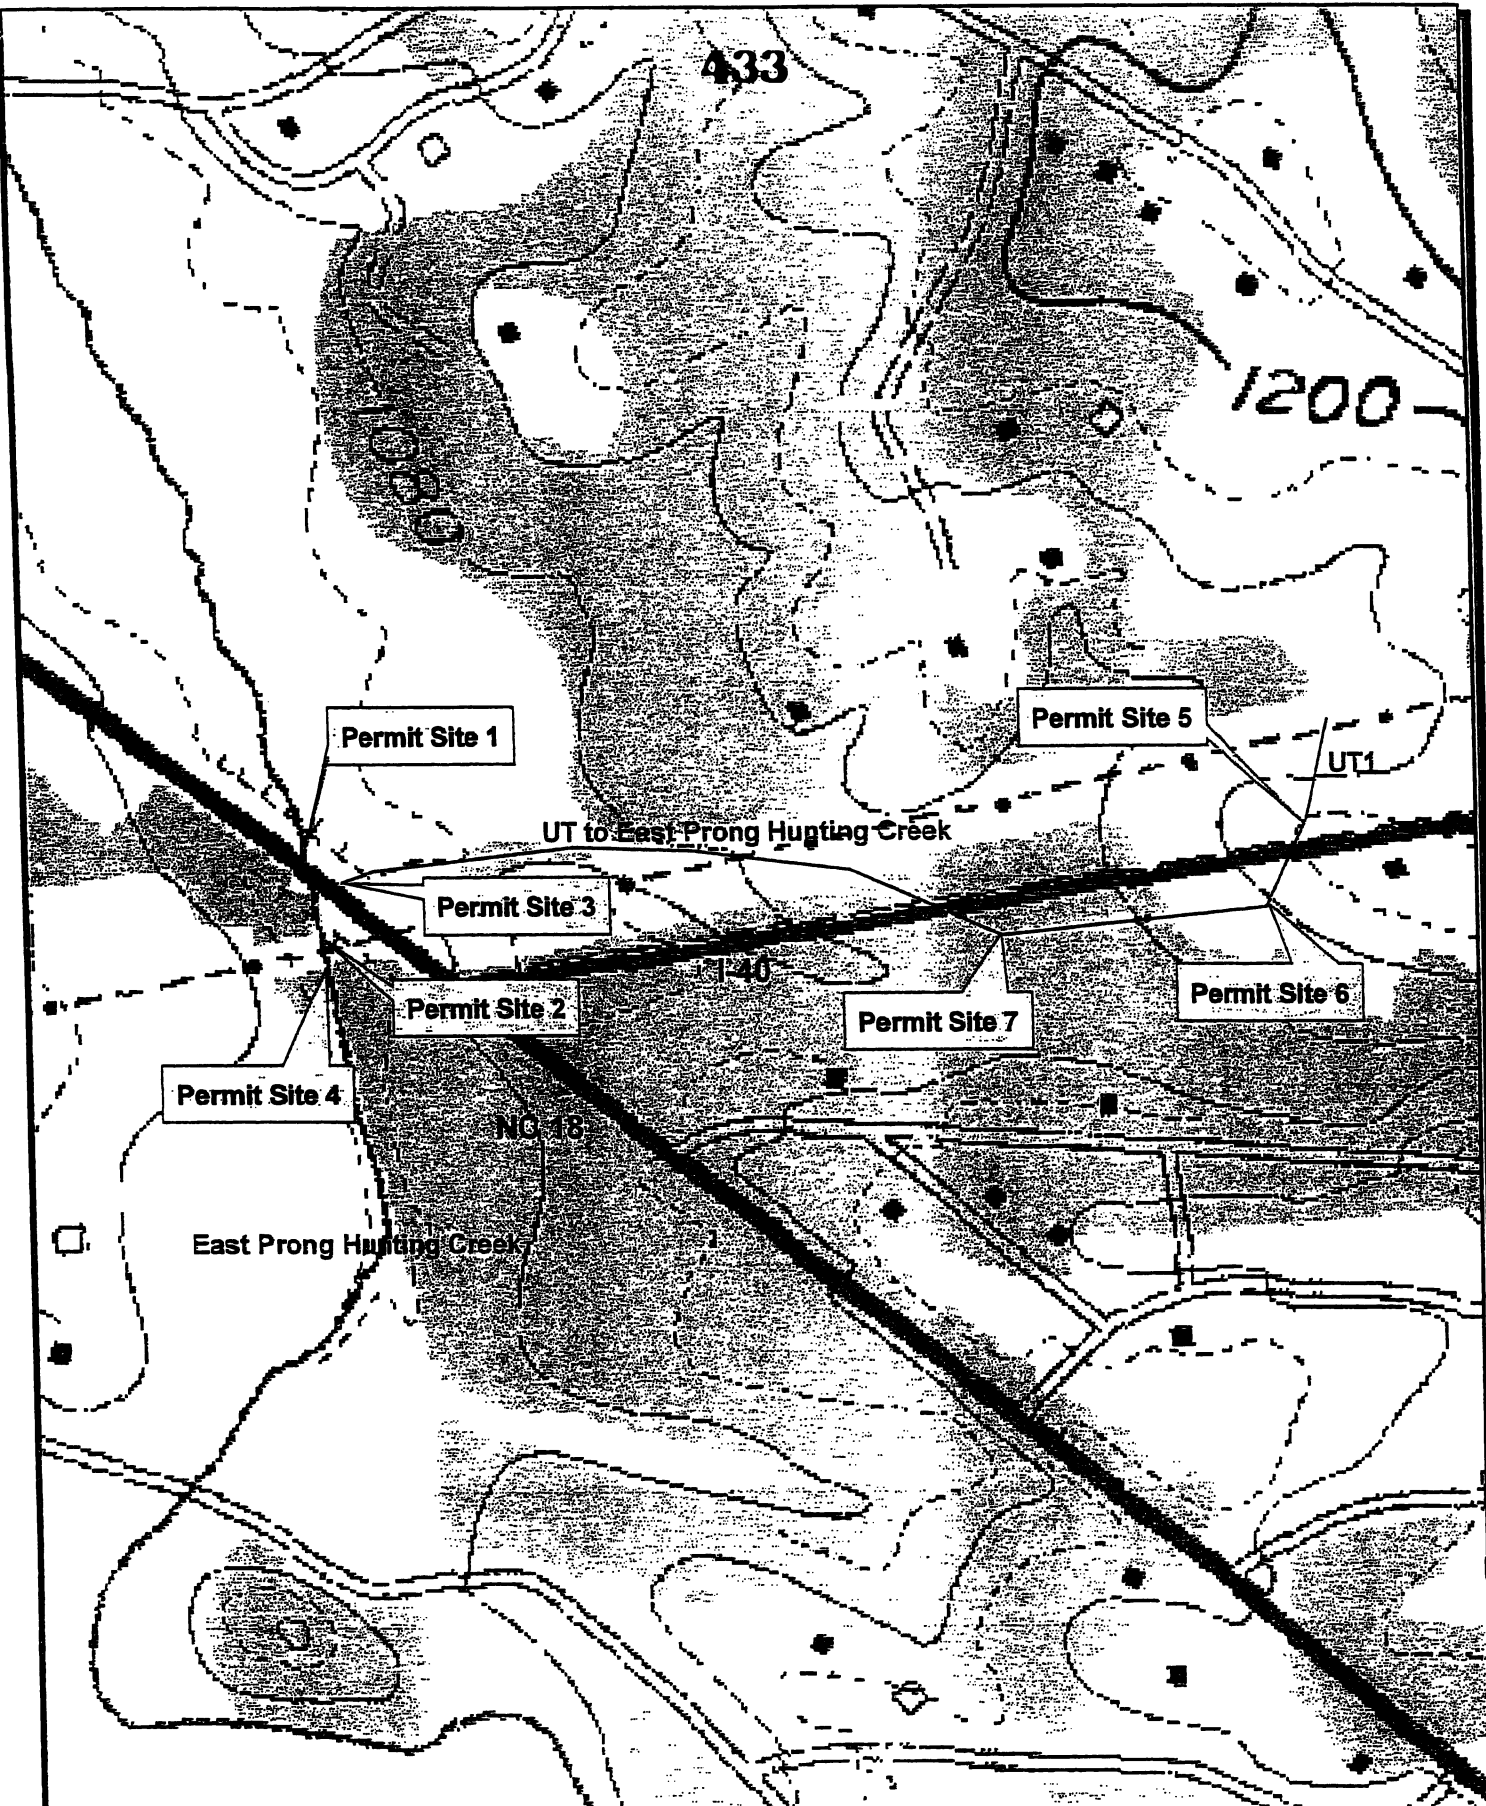 433
1200
1080
Permit Site 5
Permit Site 1
UT1
UT to East Prong Hunting Creek
Permit Site 3
I-40
Permit Site 6
Permit Site 2
Permit Site 7
Permit Site 4
NC 18
East Prong Hunting Creek